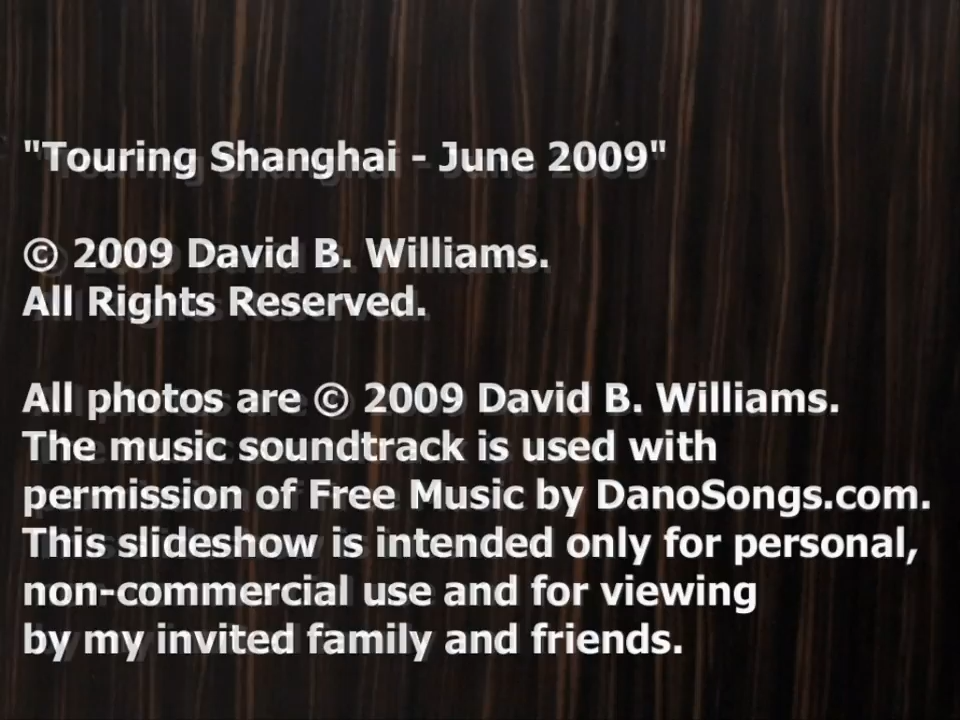 "Touring Shanghai - June 2009"
© 2009 David B. Williams.
All Rights Reserved.
All photos are © 2009 David B. Williams.
The music soundtrack is used with
permission of Free Music by DanoSongs.com.
This slideshow is intended only for personal,
non-commercial use and for viewing
by my invited family and friends.